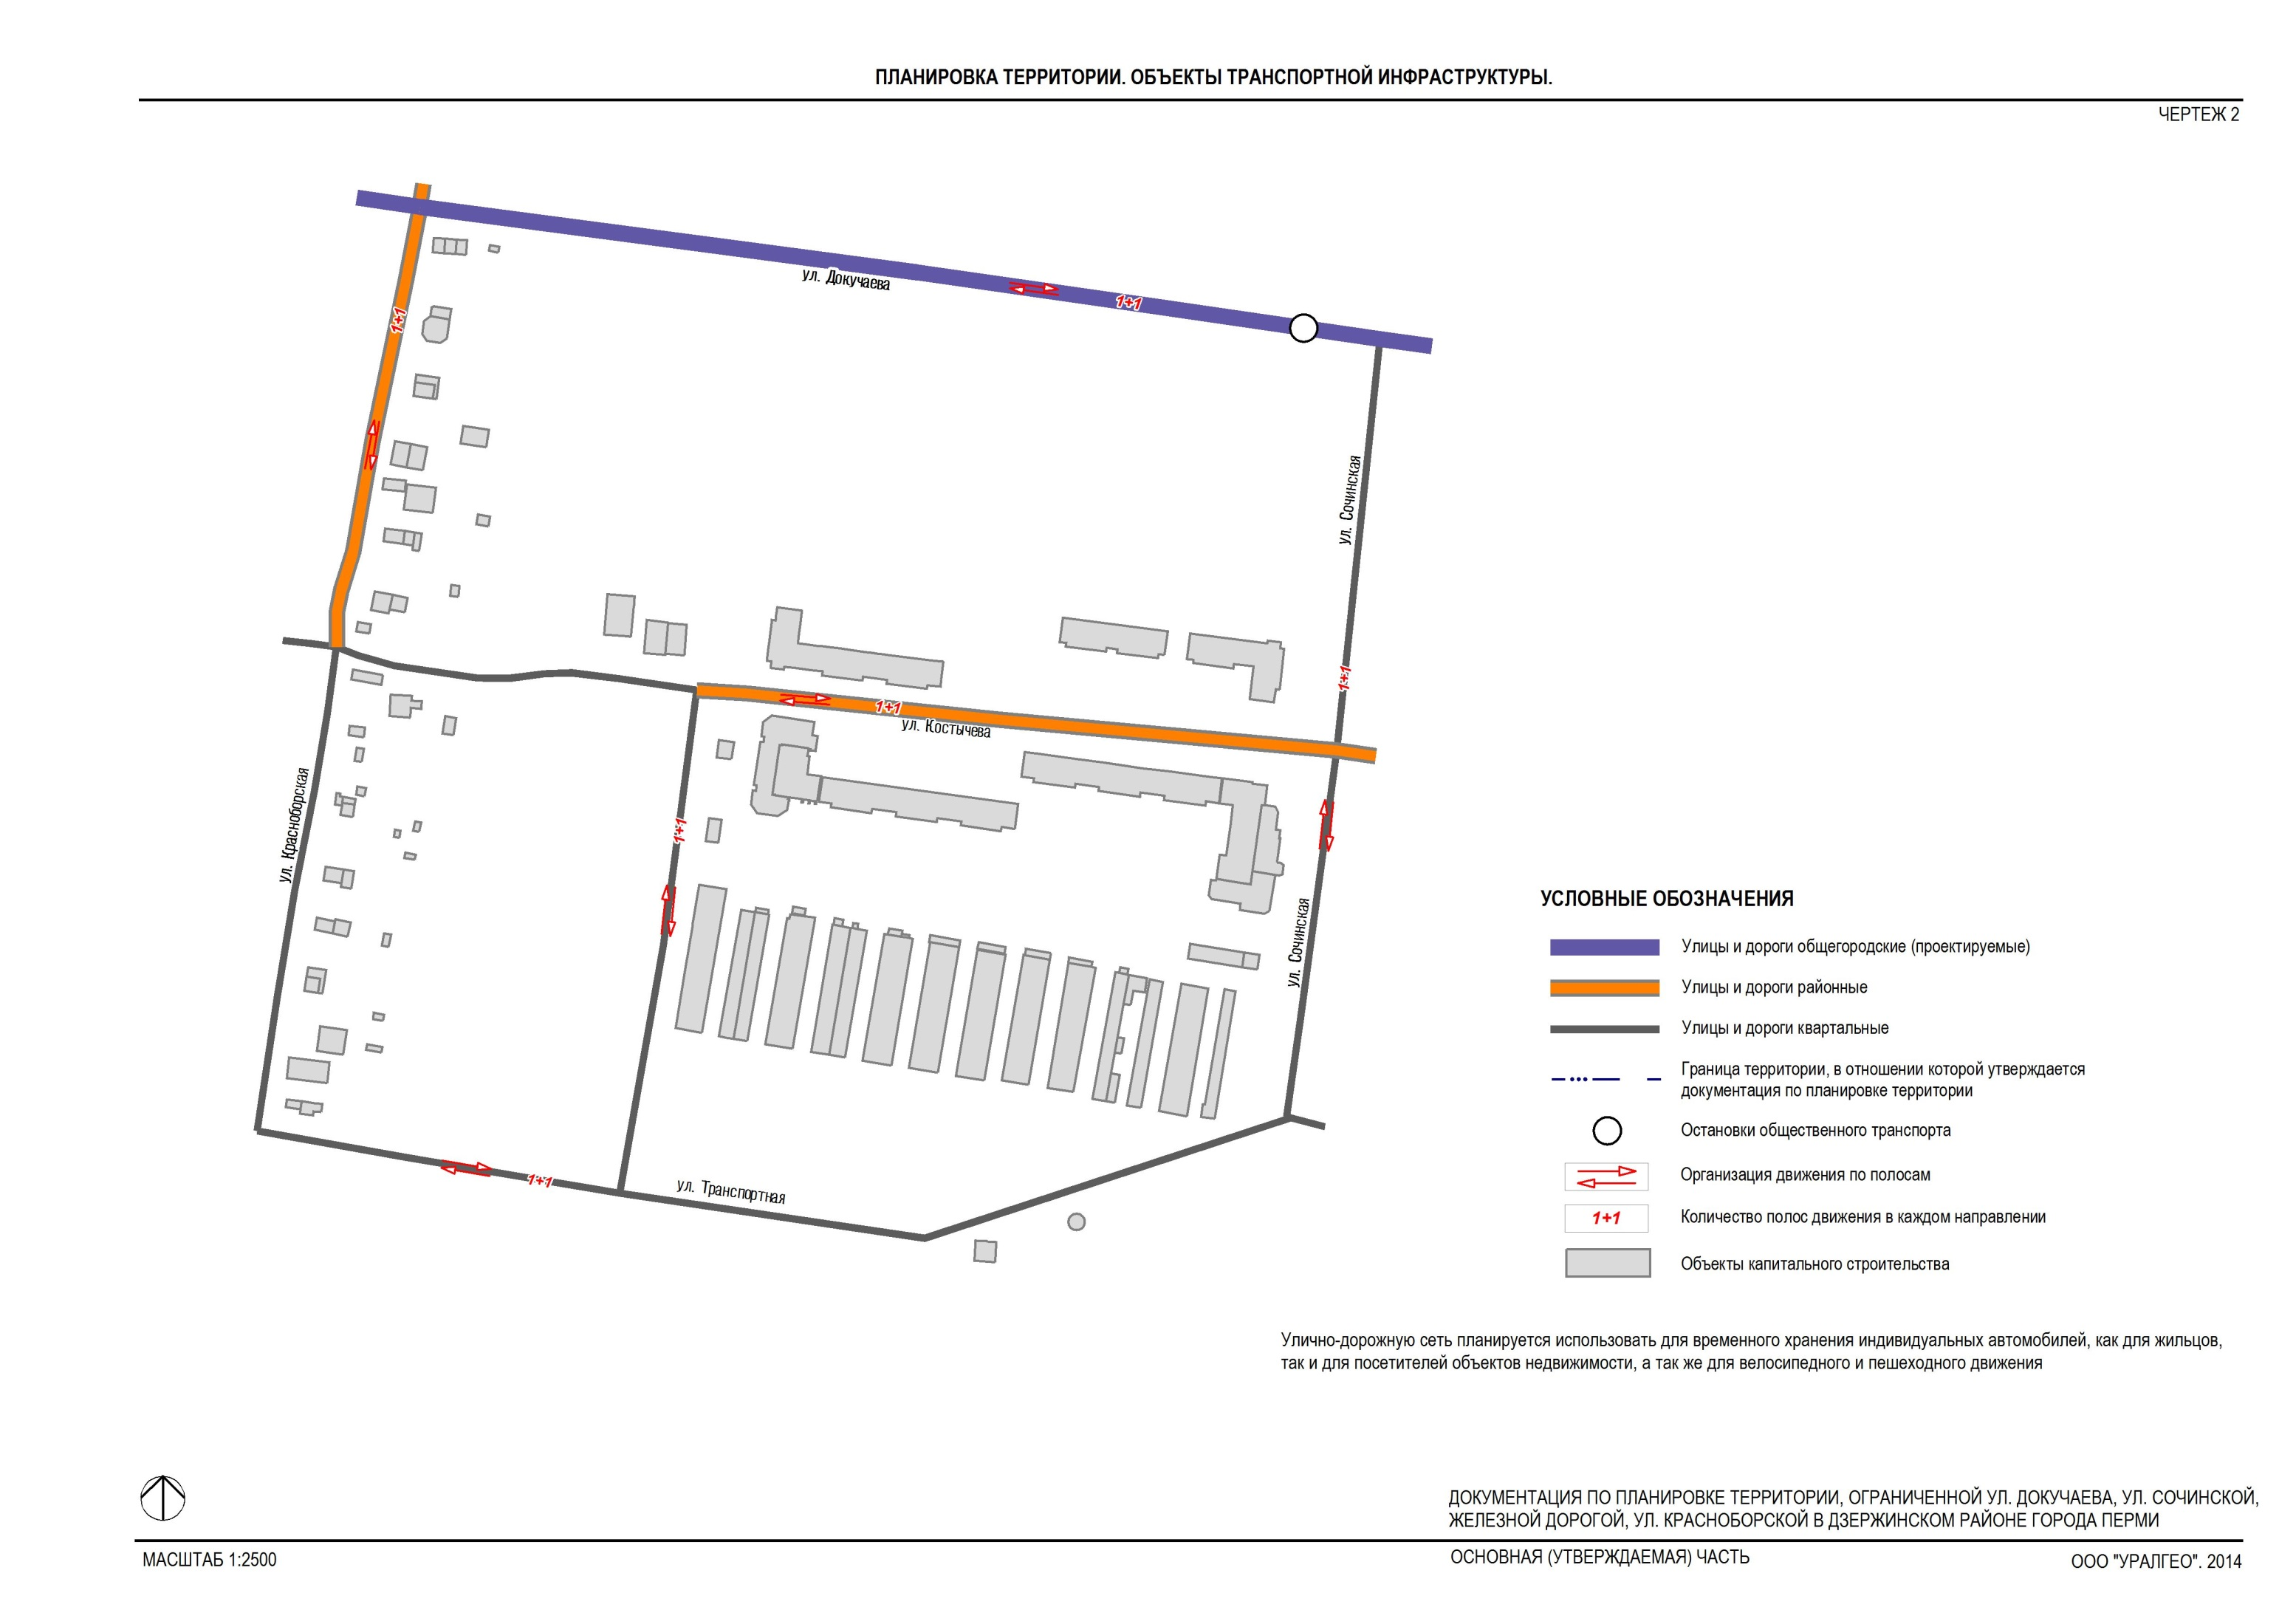 ПЛАНИРОВКА ТЕРРИТОРИИ. ОБЪЕКТЫ ТРАНСПОРТНОЙ ИНФРАСТРУКТУРЫ.
ЧЕРТЕЖ 2
ул. Докучаева
1+1
1+1
ул. Сочинская
1+1
1+1
ул. Костычева
ул. Красноборская
1+1
ул. Сочинская
1+1
ул. Транспортная
УСЛОВНЫЕ ОБОЗНАЧЕНИЯ
Улицы и дороги общегородские (проектируемые)
Улицы и дороги районные
Улицы и дороги квартальные
Граница территории, в отношении которой утверждается
документация по планировке территории
Остановки общественного транспорта
Организация движения по полосам
1+1
Количество полос движения в каждом направлении
Объекты капитального строительства
Улично-дорожную сеть планируется использовать для временного хранения индивидуальных автомобилей, как для жильцов,
так и для посетителей объектов недвижимости, а так же для велосипедного и пешеходного движения
ДОКУМЕНТАЦИЯ ПО ПЛАНИРОВКЕ ТЕРРИТОРИИ, ОГРАНИЧЕННОЙ УЛ. ДОКУЧАЕВА, УЛ. СОЧИНСКОЙ,
ЖЕЛЕЗНОЙ ДОРОГОЙ, УЛ. КРАСНОБОРСКОЙ В ДЗЕРЖИНСКОМ РАЙОНЕ ГОРОДА ПЕРМИ
МАСШТАБ 1:2500
ОСНОВНАЯ (УТВЕРЖДАЕМАЯ) ЧАСТЬ
ООО "УРАЛГЕО". 2014